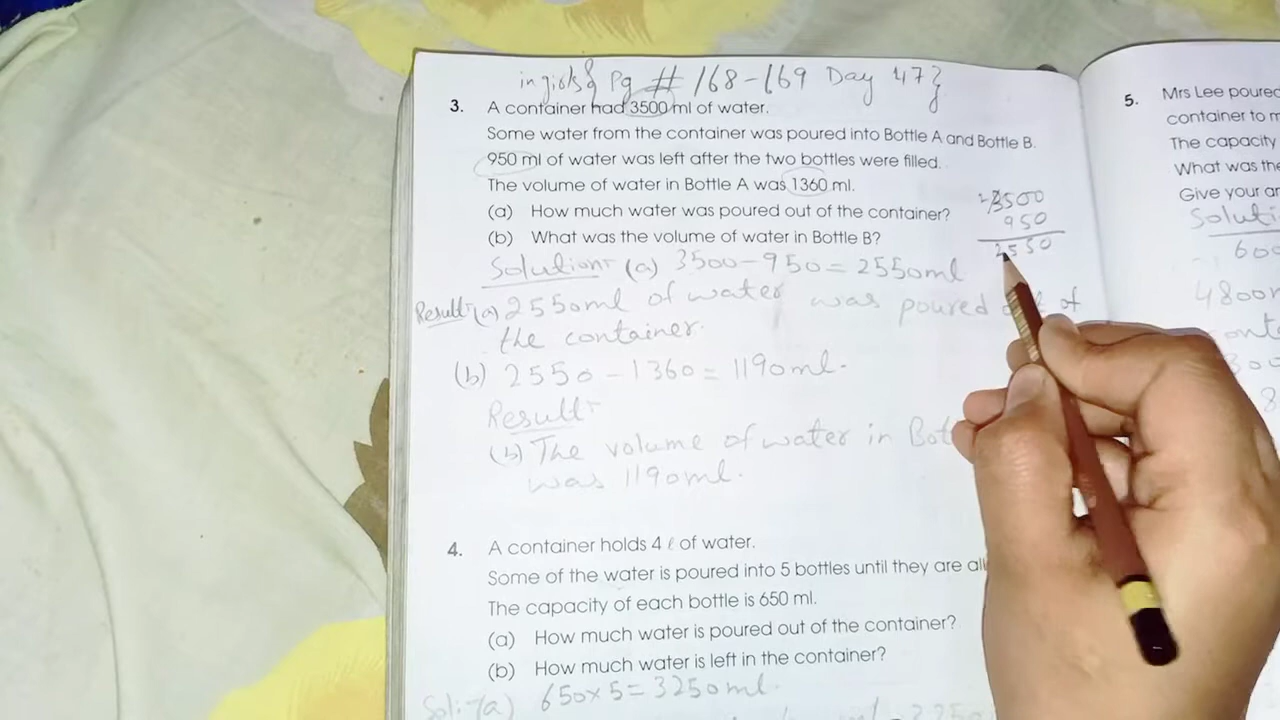 { Pg # 168-169 Day 47}
3. A container had 3500 ml of water.
Some water from the container was poured into Bottle A and Bottle B.
950 ml of water was left after the two bottles were filled.
The volume of water in Bottle A was 1360 ml.
(a) How much water was poured out of the container?
(b) What was the volume of water in Bottle B?
3500
950
2550
Solution:- (a) 3500-950=2550ml
Result:- (a) 2550ml of water was poured of
the container.
(b) 2550-1360=1190ml.
Result:-
(b) The volume of water in Bot
was 1190ml.
4. A container holds 4 ℓ of water.
Some of the water is poured into 5 bottles until they are all
The capacity of each bottle is 650 ml.
(a) How much water is poured out of the container?
(b) How much water is left in the container?
Sol:-(a) 650x5=3250ml.
5. Mrs Lee poured
container to m
The capacity
What was the
Give your an
Soluti
600
4800